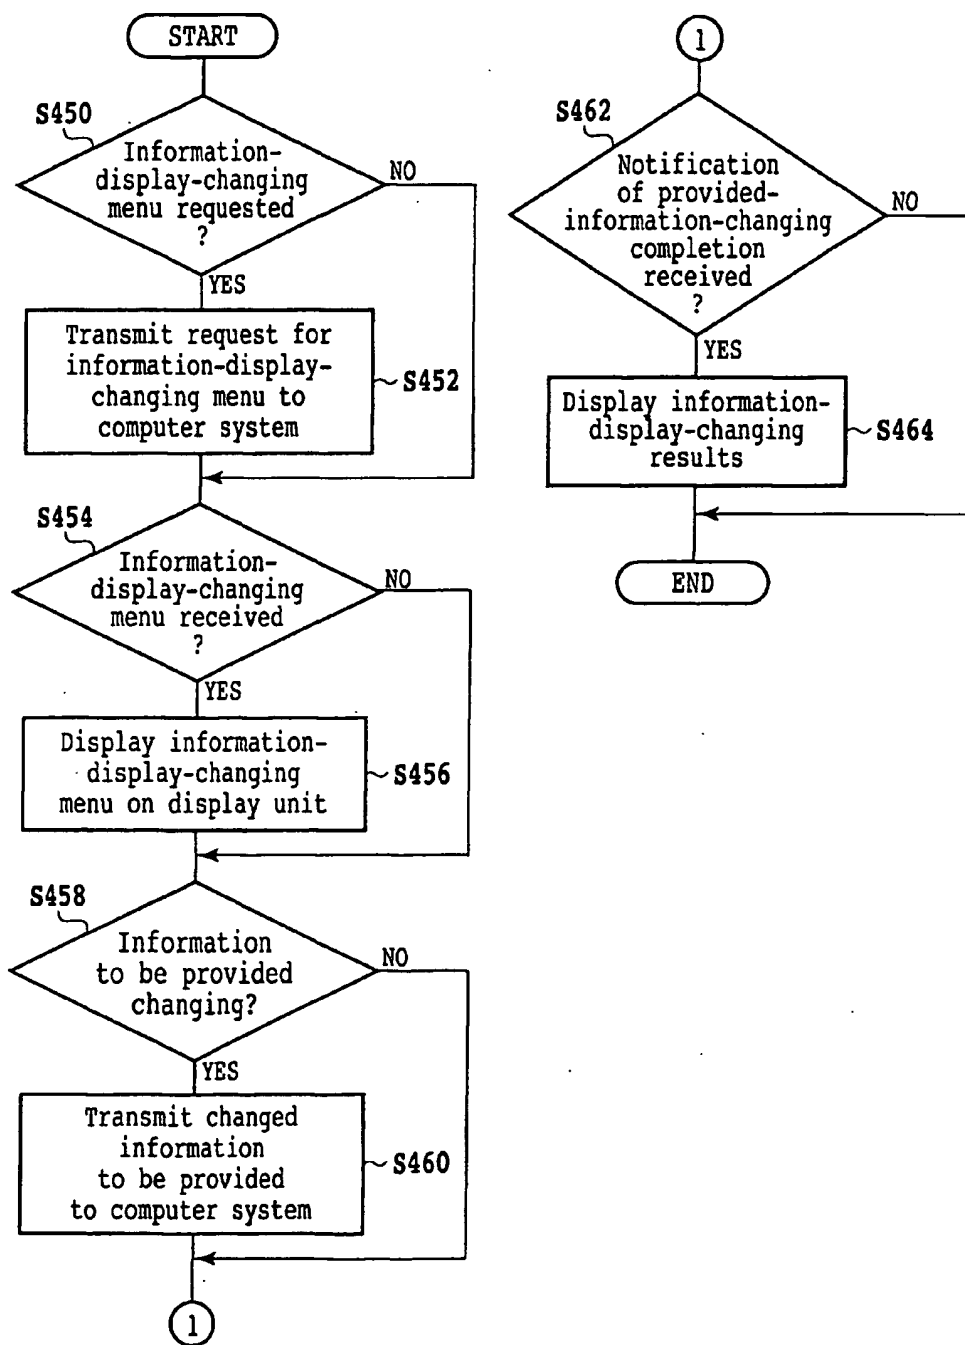 START
S450
Information-
display-changing
menu requested
?
NO
YES
Transmit request for
information-display-
changing menu to
computer system
S452
S454
Information-
display-changing
menu received
?
NO
YES
Display information-
display-changing
menu on display unit
S456
S458
Information
to be provided
changing?
NO
YES
Transmit changed
information
to be provided
to computer system
S460
1
1
S462
Notification
of provided-
information-changing
completion
received
?
NO
YES
Display information-
display-changing
results
S464
END